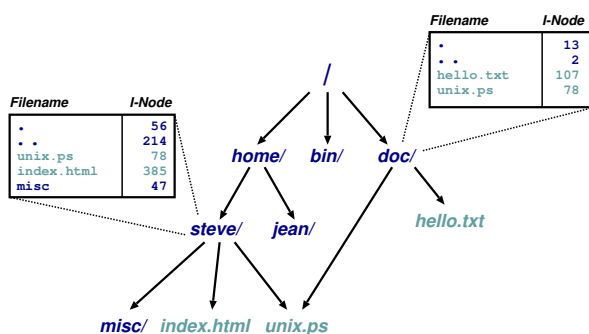 Filename I-Node
. 13
. . 2
hello.txt 107
unix.ps 78
/
Filename I-Node
. 56
. . 214
unix.ps 78
index.html 385
misc 47
home/ bin/ doc/
steve/ jean/ hello.txt
misc/ index.html unix.ps